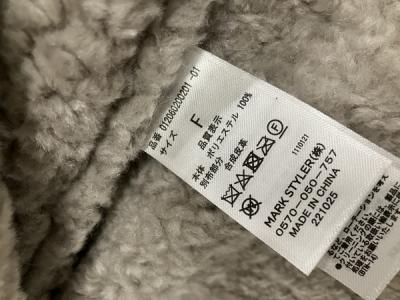 品番 012080200201-01
サイズ
F
品質表示
本体 ポリエステル 100%
別布部分 合成皮革
1110121
MARK STYLER(株)
0570-050-757
MADE IN CHINA
221025